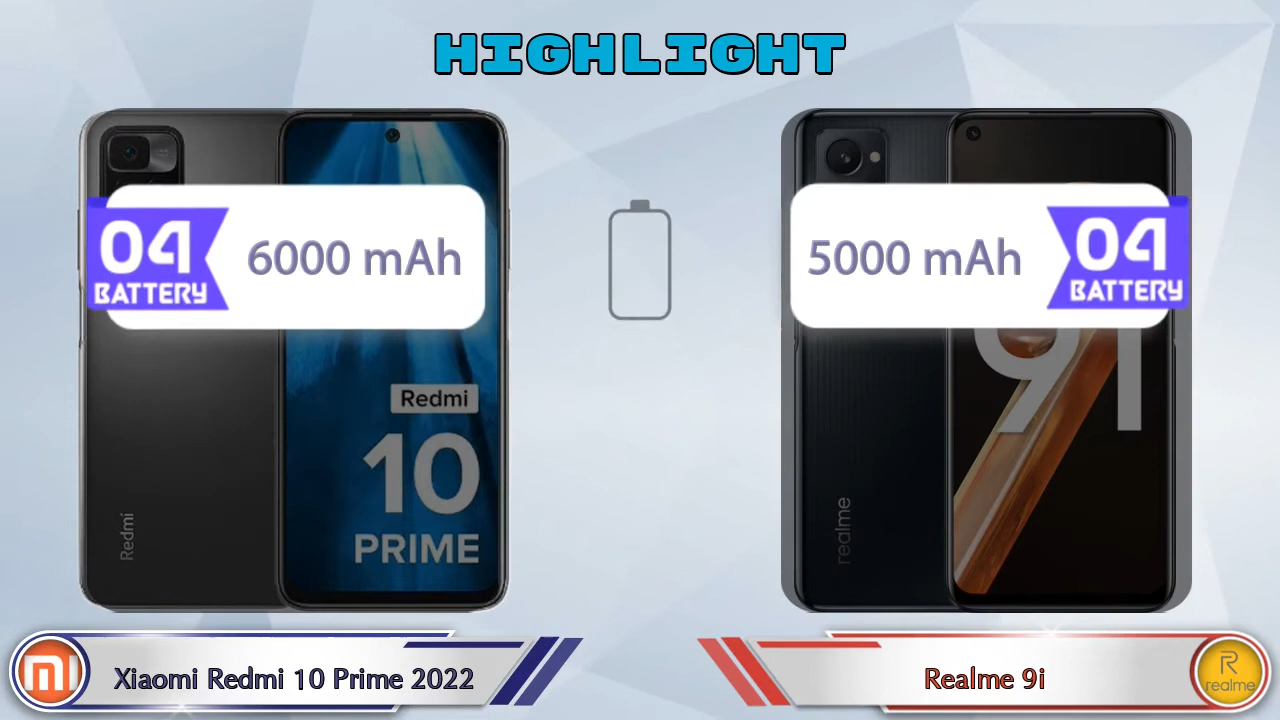 HIGHLIGHT
04
BATTERY
6000 mAh
5000 mAh
04
BATTERY
Redmi
10
PRIME
Redmi
9i
realme
mi
Xiaomi Redmi 10 Prime 2022
Realme 9i
R
realme